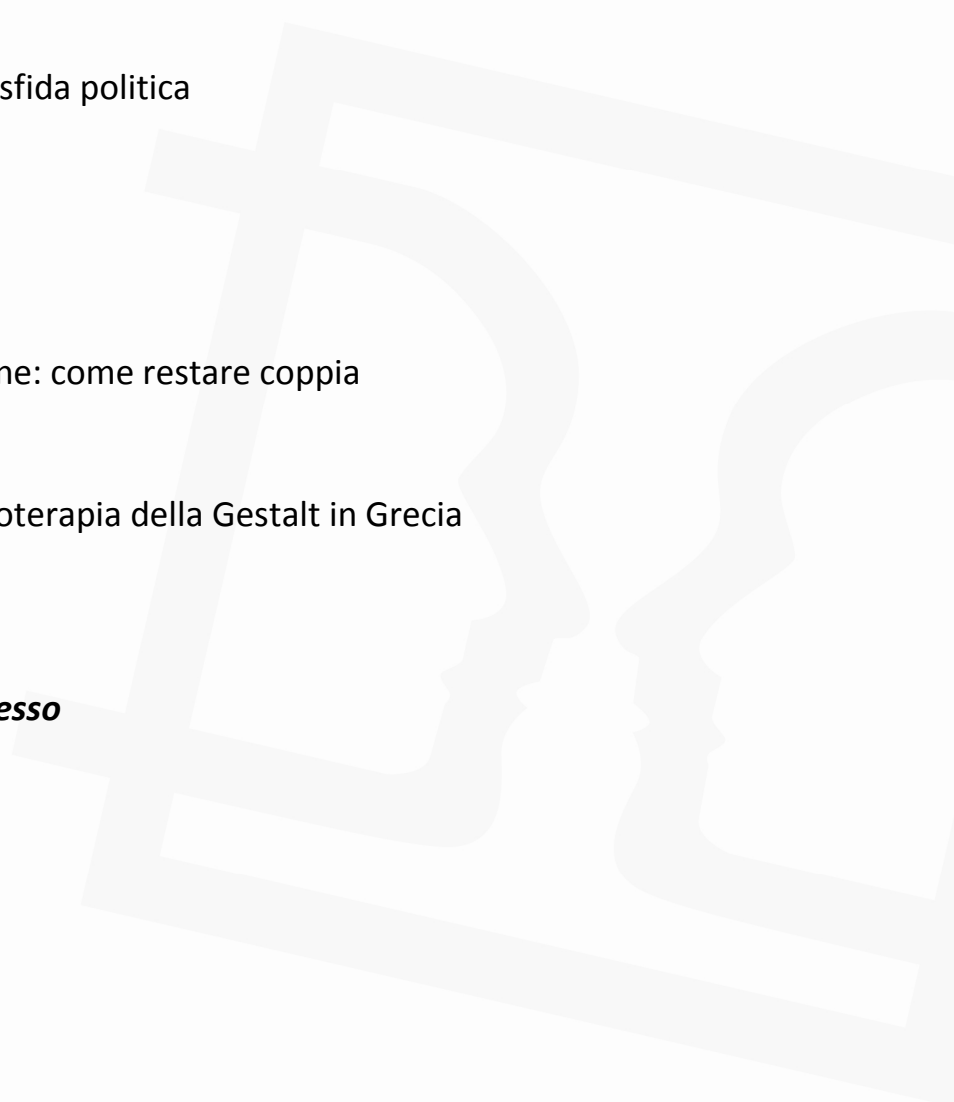 sfida politica
ne: come restare coppia
oterapia della Gestalt in Grecia
esso